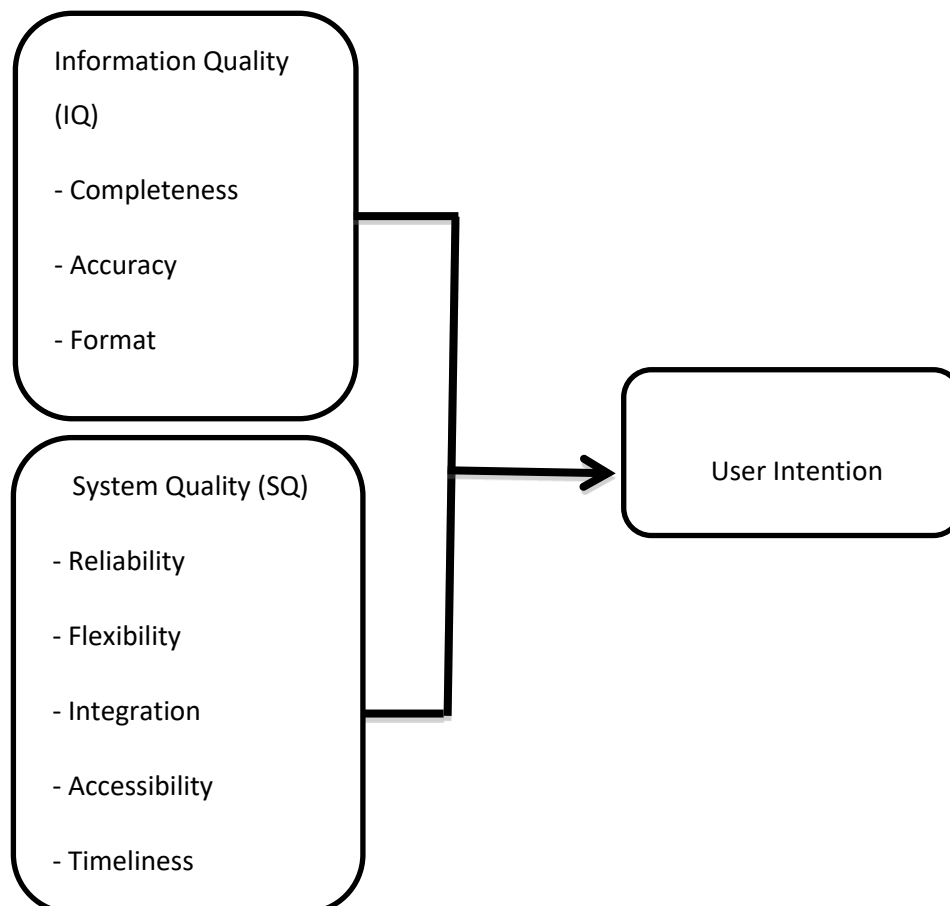 Information Quality
(IQ)
- Completeness
- Accuracy
- Format
System Quality (SQ)
- Reliability
- Flexibility
- Integration
- Accessibility
- Timeliness
User Intention